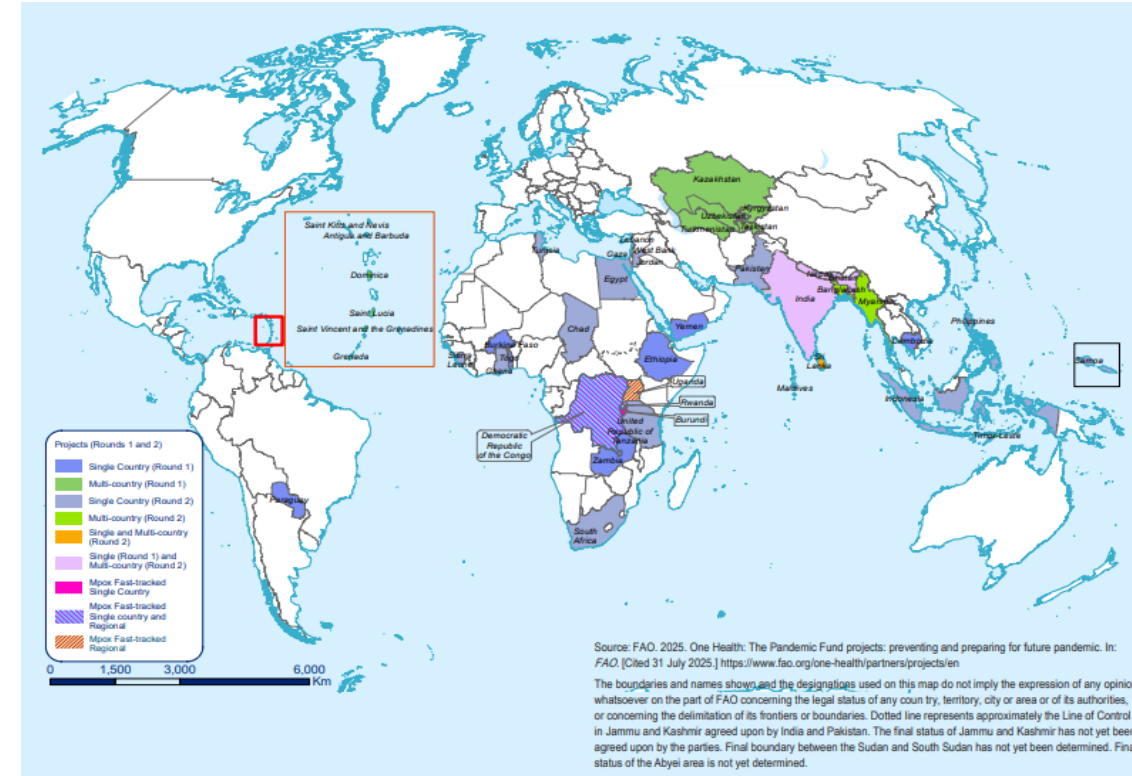 Kazakhstan
Kyrgyzstan
Uzbekistan
Turkmenistan
Tajikistan
Saint Kitts and Nevis
Antigua and Barbuda
Dominica
Saint Lucia
Saint Vincent and the Grenadines
Grenada
Tunisia
Lebanon
West Bank
Gaza
Jordan
Egypt
Pakistan
Nepal
Bhutan
Bangladesh
India
Myanmar
Yemen
Chad
Burkina Faso
Togo
Ghana
Sierra
Leone
Ethiopia
Sri
Lanka
Maldives
Cambodia
Philippines
Samoa
Indonesia
Timor-Leste
Uganda
Rwanda
Burundi
United
Republic of
Tanzania
Democratic
Republic
of the Congo
Zambia
South
Africa
Paraguay
Projects (Rounds 1 and 2)
Single Country (Round 1)
Multi-country (Round 1)
Single Country (Round 2)
Multi-country (Round 2)
Single and Multi-country
(Round 2)
Single (Round 1) and
Multi-country
(Round 2)
Mpox Fast-tracked
Single Country
Mpox Fast-tracked
Single country and
Regional
Mpox Fast-tracked
Regional
0 1,500 3,000 6,000
Km
Source: FAO. 2025. One Health: The Pandemic Fund projects: preventing and preparing for future pandemic. In:
FAO. [Cited 31 July 2025.] https://www.fao.org/one-health/partners/projects/en
The boundaries and names shown and the designations used on this map do not imply the expression of any opinio
whatsoever on the part of FAO concerning the legal status of any coun try, territory, city or area or of its authorities,
or concerning the delimitation of its frontiers or boundaries. Dotted line represents approximately the Line of Control
in Jammu and Kashmir agreed upon by India and Pakistan. The final status of Jammu and Kashmir has not yet been
agreed upon by the parties. Final boundary between the Sudan and South Sudan has not yet been determined. Fina
status of the Abyei area is not yet determined.